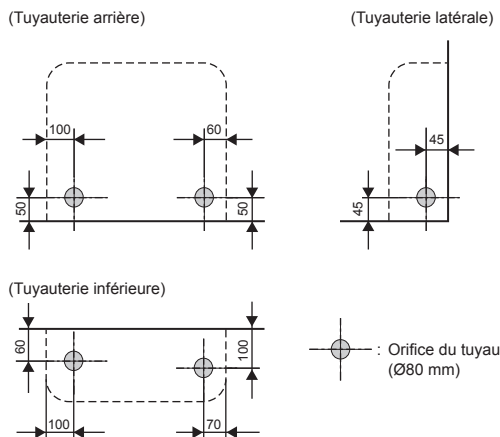 (Tuyauterie arrière)
(Tuyauterie latérale)
100
60
45
50
50
45
(Tuyauterie inférieure)
60
100
: Orifice du tuyau
(Ø80 mm)
100
70